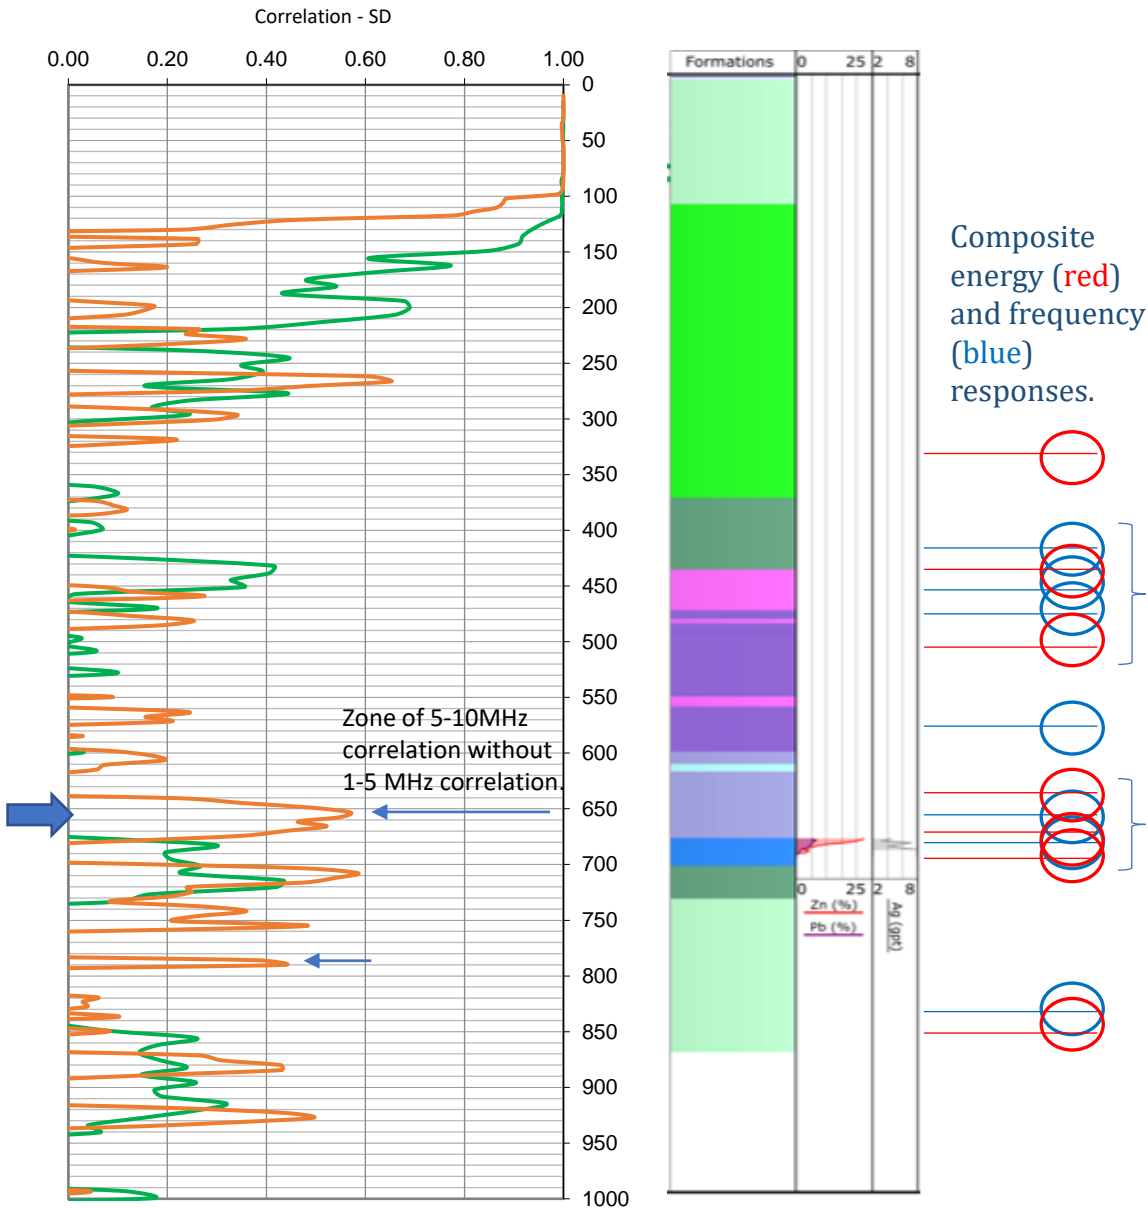 Correlation - SD
0.00 0.20 0.40 0.60 0.80 1.00
0
50
100
150
200
250
300
350
400
450
500
550
600
650
700
750
800
850
900
950
1000
Zone of 5-10MHz
correlation without
1-5 MHz correlation.
Formations 0 25 2 8
0 25 2 8
Zn (%)
Pb (%)
Ag (gpt)
Composite
energy (red)
and frequency
(blue)
responses.